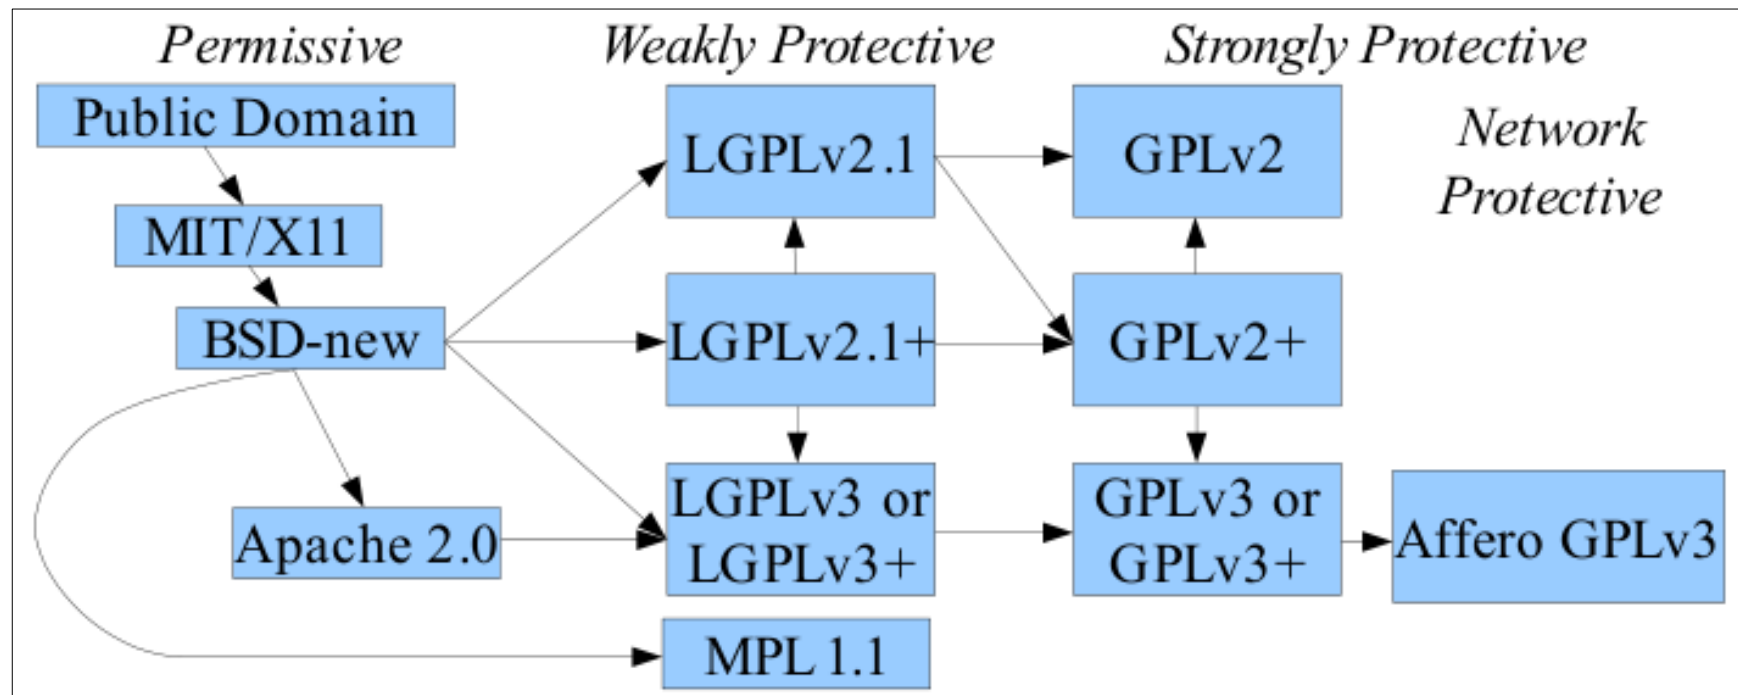 Permissive
Weakly Protective
Strongly Protective
Public Domain
LGPLv2.1
GPLv2
Network
Protective
MIT/X11
BSD-new
LGPLv2.1+
GPLv2+
Apache 2.0
LGPLv3 or
LGPLv3+
GPLv3 or
GPLv3+
Affero GPLv3
MPL 1.1